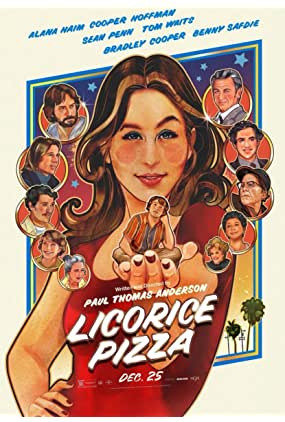 ALANA HAIM COOPER HOFFMAN
SEAN PENN TOM WAITS
BRADLEY COOPER BENNY SAFDIE
Written and Directed by
PAUL THOMAS ANDERSON
LICORICE
PIZZA
DEC. 25